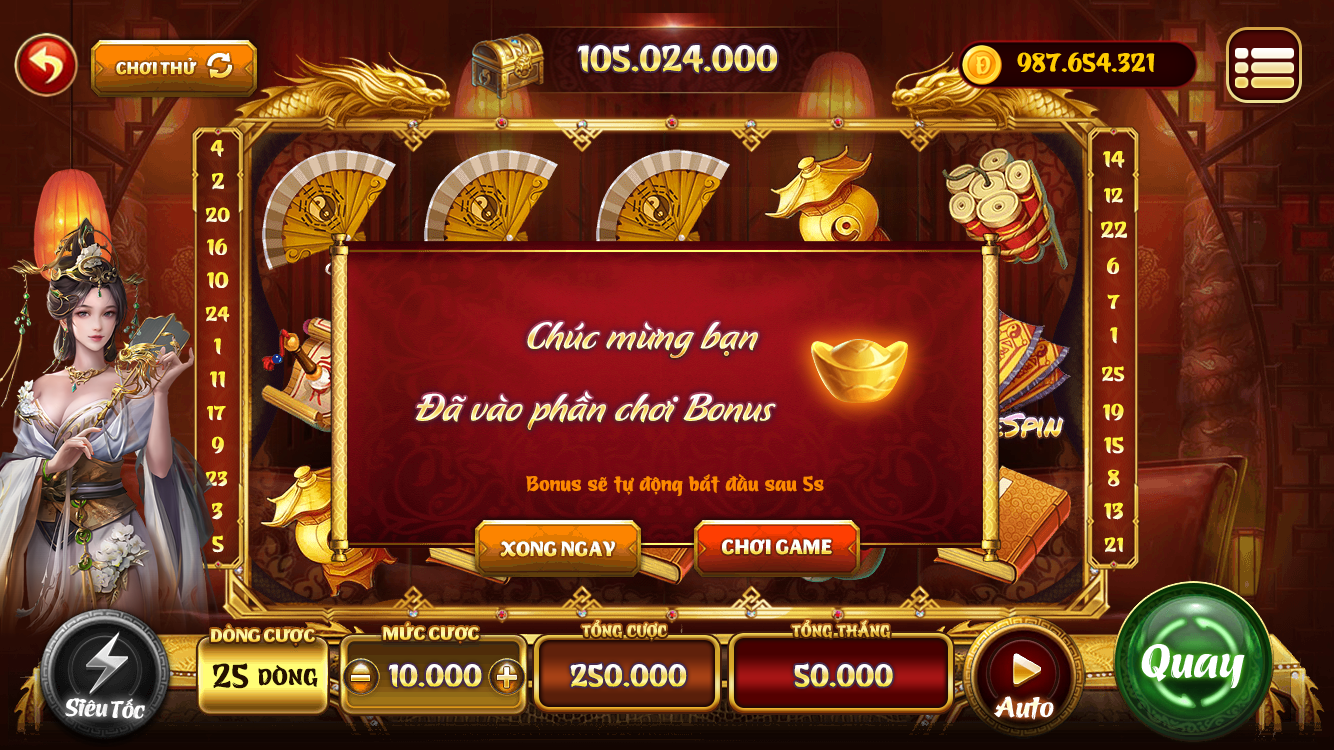 CHƠI THỬ
105.024.000
987.654.321
4
2
20
16
10
24
1
11
17
9
23
3
5
14
12
22
6
7
1
25
19
15
8
13
21
Chúc mừng bạn
Đã vào phần chơi Bonus
Bonus sẽ tự động bắt đầu sau 5s
XONG NGAY
CHƠI GAME
SPIN
Siêu Tốc
DÒNG CƯỢC
25 DÒNG
MỨC CƯỢC
10.000
TỔNG CƯỢC
250.000
TỔNG THẮNG
50.000
Auto
Quay